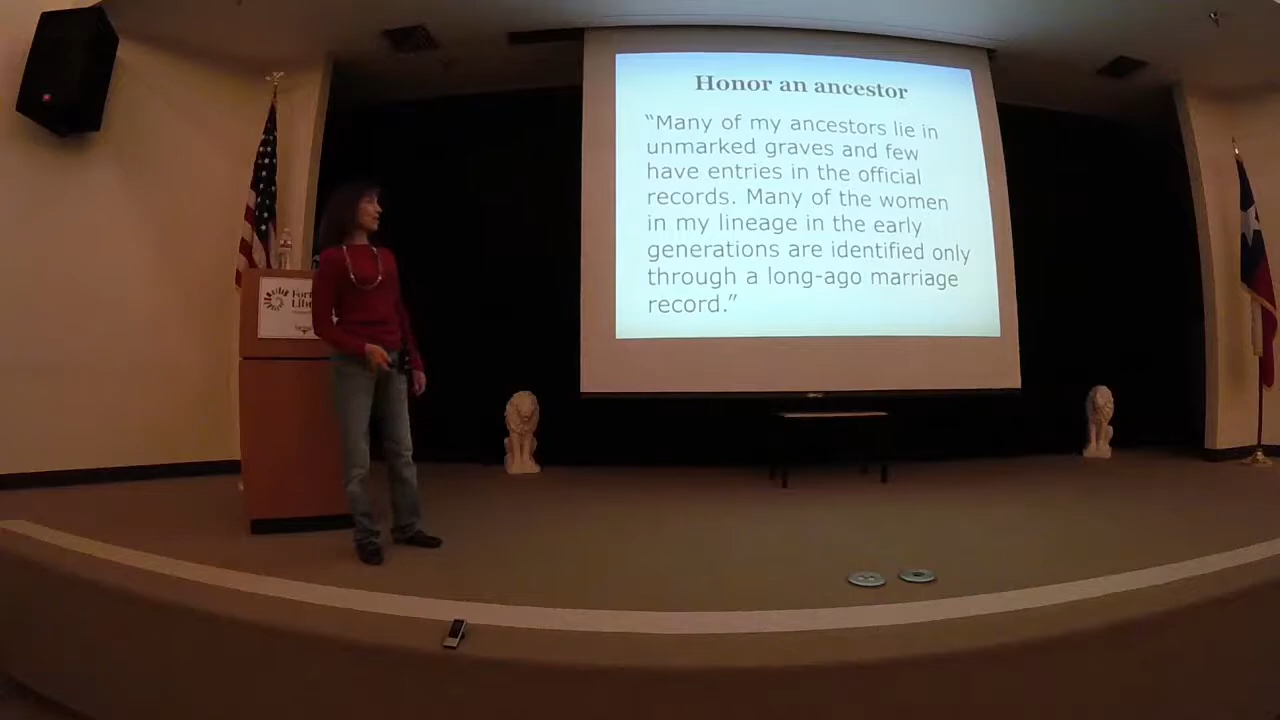 Honor an ancestor
“Many of my ancestors lie in
unmarked graves and few
have entries in the official
records. Many of the women
in my lineage in the early
generations are identified only
through a long-ago marriage
record.”